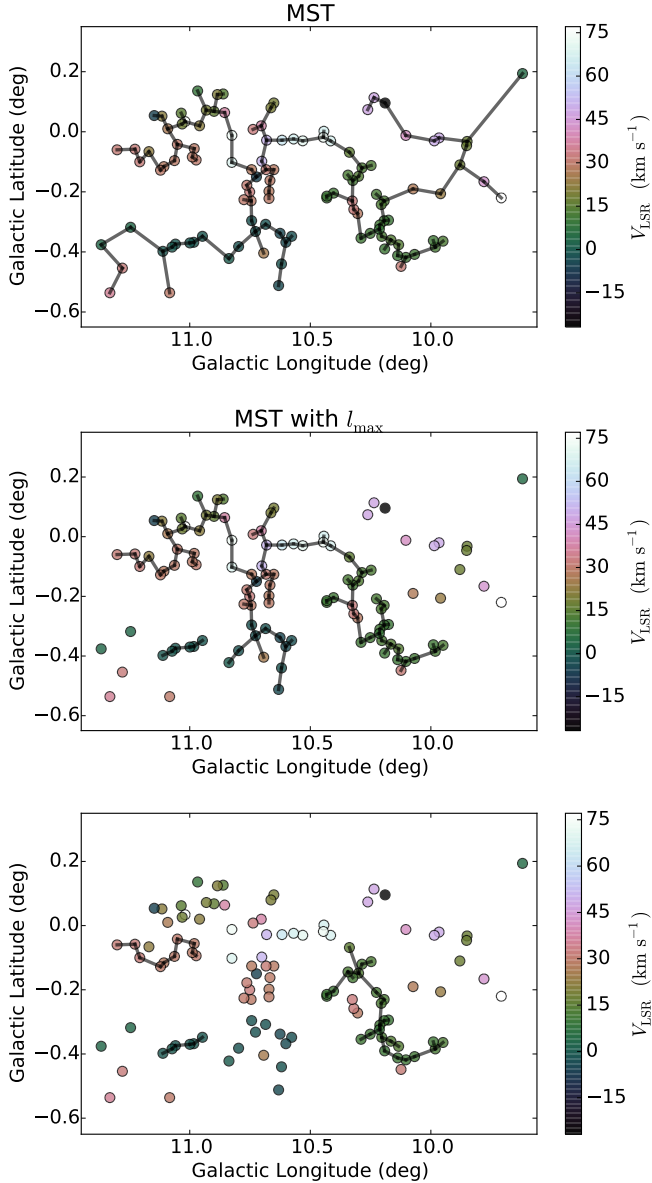 MST
0.2
0.0
−0.2
−0.4
−0.6
Galactic Latitude (deg)
11.0 10.5 10.0
Galactic Longitude (deg)
75
60
45
30
15
0
−15
V_LSR (km s⁻¹)
MST with l_max
0.2
0.0
−0.2
−0.4
−0.6
Galactic Latitude (deg)
11.0 10.5 10.0
Galactic Longitude (deg)
75
60
45
30
15
0
−15
V_LSR (km s⁻¹)
0.2
0.0
−0.2
−0.4
−0.6
Galactic Latitude (deg)
11.0 10.5 10.0
Galactic Longitude (deg)
75
60
45
30
15
0
−15
V_LSR (km s⁻¹)